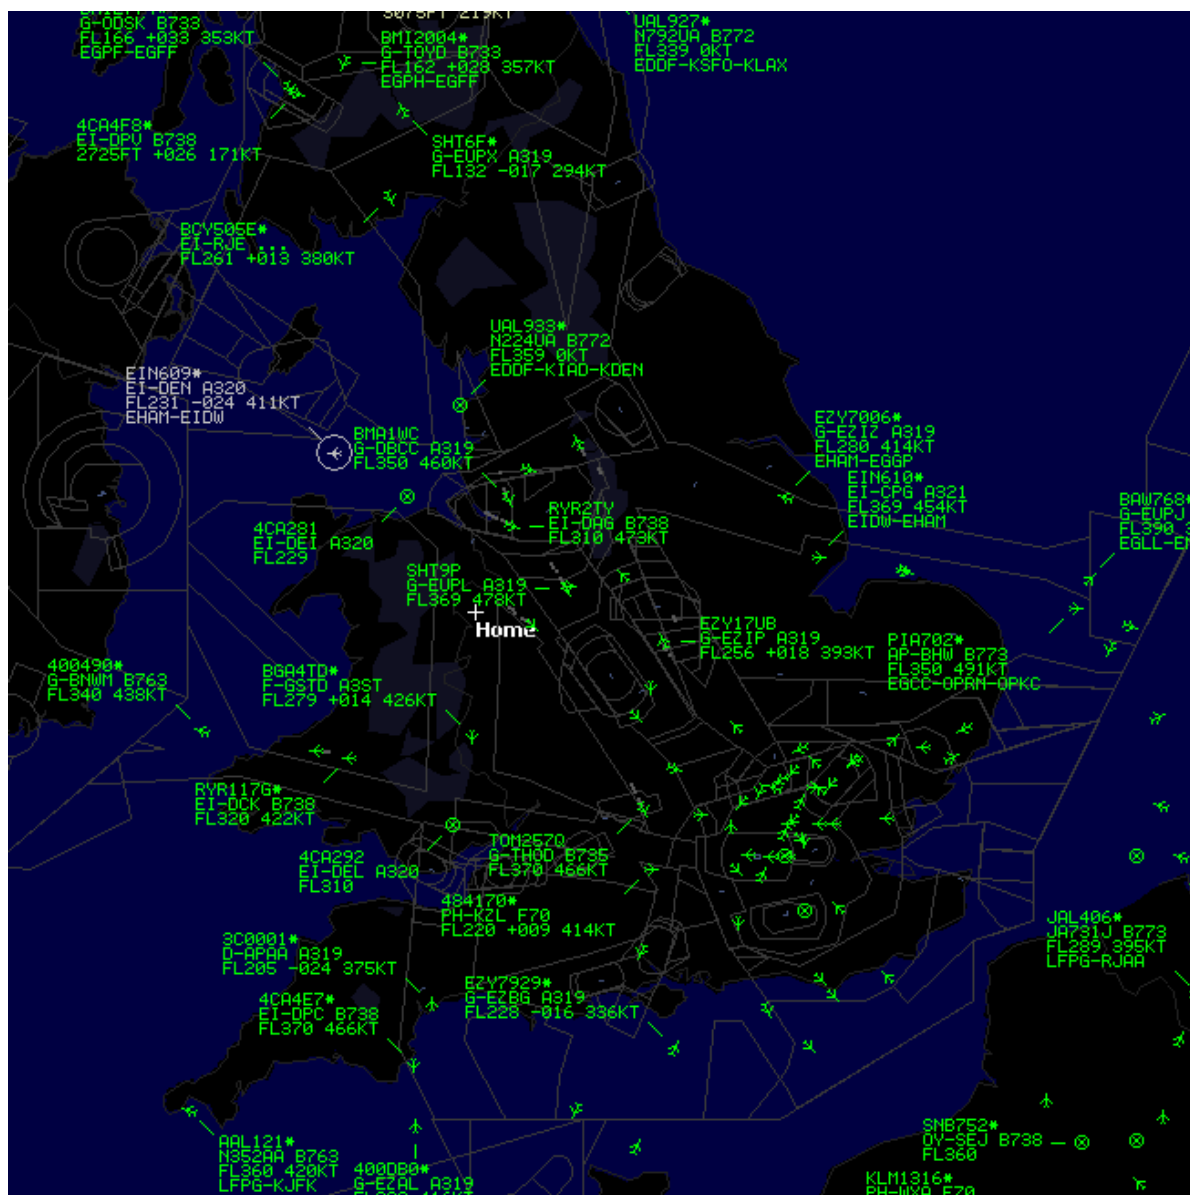 G-ODSK B733
FL166 +033 353KT
EGPF-EGFF
BMI2004*
G-TOYD B733
FL162 +028 357KT
EGPH-EGFF
UAL927*
N792UA B772
FL339 0KT
EDDF-KSFO-KLAX
4CA4F8*
EI-DPV B738
2725FT +026 171KT
SHT6F*
G-EUPX A319
FL132 -017 294KT
BCY505E*
EI-RJE ...
FL261 +013 380KT
UAL933*
N224UA B772
FL359 0KT
EDDF-KIAD-KDEN
EIN609*
EI-DEN A320
FL231 -024 411KT
EHAM-EIDW
BMA1WC
G-DBCC A319
FL350 460KT
EZY7006*
G-EZIZ A319
FL280 414KT
EHAM-EGGP
EIN610*
EI-CPG A321
FL369 454KT
EIDW-EHAM
BAW768*
G-EUPJ
FL390
4CA281
EI-DEI A320
FL229
RYR2TY
EI-DAG B738
FL310 473KT
SHT9P
G-EUPL A319
FL369 478KT
Home
EZY17UB
G-EZIP A319
FL256 +018 393KT
PIA702*
AP-BHW B773
FL350 491KT
EGCC-OPRN-OPKC
400490*
G-BNWM B763
FL340 438KT
BGA4TD*
F-GSTD A3ST
FL279 +014 426KT
RYR117G*
EI-DCK B738
FL320 422KT
4CA292
EI-DEL A320
FL310
TOM257Q
G-THOD B735
FL370 466KT
484170*
PH-KZL F70
FL220 +009 414KT
3C0001*
D-APAA A319
FL205 -024 375KT
4CA4E7*
EI-DPC B738
FL370 466KT
EZY7929*
G-EZBG A319
FL228 -016 336KT
JAL406*
JA731J B773
FL289 395KT
LFPG-RJAA
AAL121*
N352AA B763
FL360 420KT
LFPG-KJFK
400DB0*
G-EZAL A319
SNB752*
OY-SEJ B738
FL360
KLM1316*